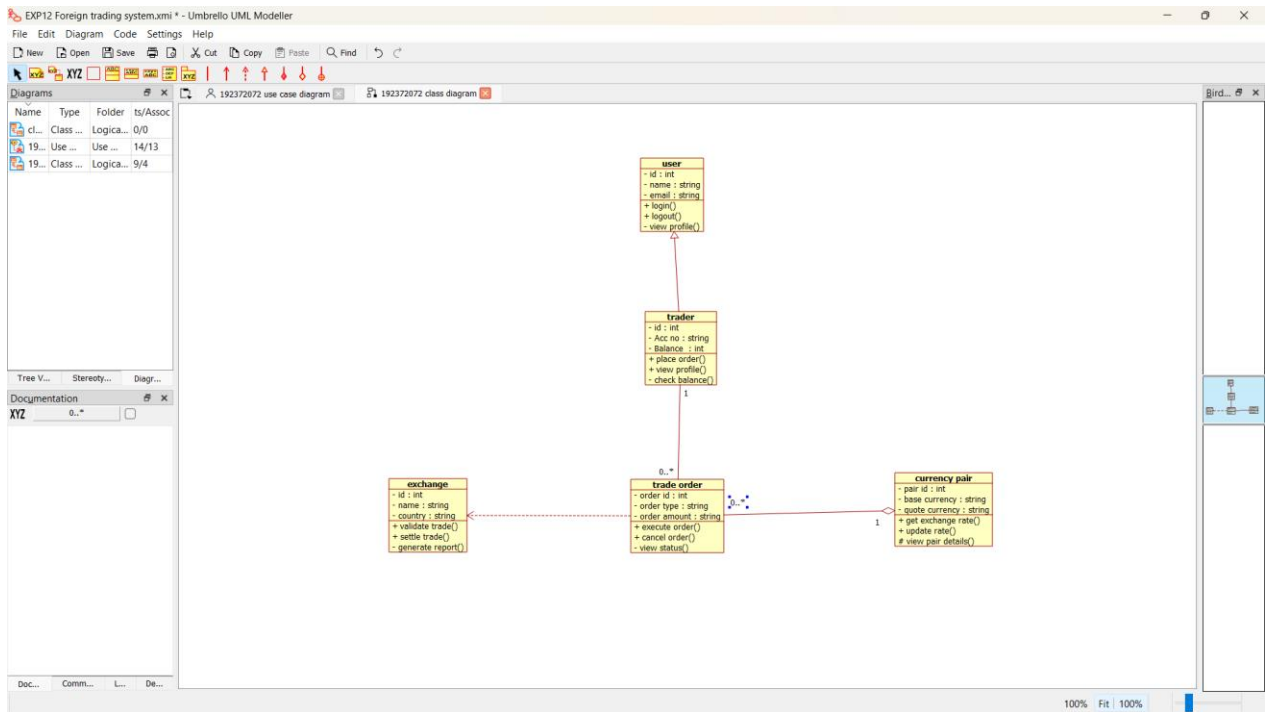 EXP12 Foreign trading system.xmi * - Umbrello UML Modeller
File Edit Diagram Code Settings Help
New Open Save Cut Copy Paste Find
XYZ
Diagrams
192372072 use case diagram
192372072 class diagram
Bird...
Name Type Folder ts/Assoc
cl... Class ... Logica... 0/0
19... Use ... Use ... 14/13
19... Class ... Logica... 9/4
user
- id : int
- name : string
- email : string
+ login()
+ logout()
- view profile()
trader
- id : int
- Acc no : string
- Balance : int
+ place order()
+ view profile()
- check balance()
1
Tree V... Stereoty... Diagr...
Documentation
XYZ 0..*
0..*
exchange
- id : int
- name : string
- country : string
+ validate trade()
+ settle trade()
- generate report()
trade order
- order id : int
- order type : string
- order amount : string
+ execute order()
+ cancel order()
- view status()
0..*
1
currency pair
- pair id : int
- base currency : string
- quote currency : string
+ get exchange rate()
+ update rate()
# view pair details()
Doc... Comm... L... De...
100% Fit 100%